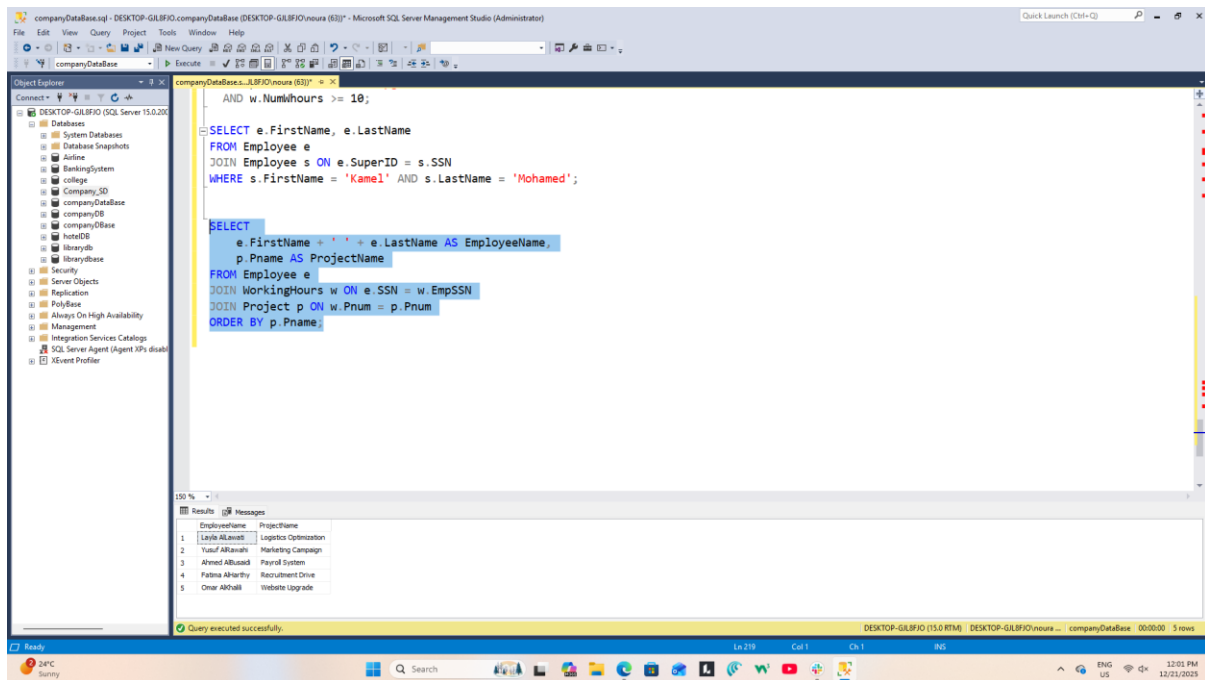 companyDataBase.sql - DESKTOP-GJL8FJO.companyDataBase (DESKTOP-GJL8FJO\noura (63))* - Microsoft SQL Server Management Studio (Administrator)
Quick Launch (Ctrl+Q)
File Edit View Query Project Tools Window Help
New Query
companyDataBase
Execute
Object Explorer
companyDataBase.s...JL8FJO\noura (63))*
Connect
DESKTOP-GJL8FJO (SQL Server 15.0.200
Databases
System Databases
Database Snapshots
Airline
BankingSystem
college
Company_SD
companyDataBase
companyDB
companyDBase
hotelDB
librarydb
librarydbase
Security
Server Objects
Replication
PolyBase
Always On High Availability
Management
Integration Services Catalogs
SQL Server Agent (Agent XPs disabl
XEvent Profiler
AND w.NumWhours >= 10;
SELECT e.FirstName, e.LastName
FROM Employee e
JOIN Employee s ON e.SuperID = s.SSN
WHERE s.FirstName = 'Kamel' AND s.LastName = 'Mohamed';
SELECT
e.FirstName + ' ' + e.LastName AS EmployeeName,
p.Pname AS ProjectName
FROM Employee e
JOIN WorkingHours w ON e.SSN = w.EmpSSN
JOIN Project p ON w.Pnum = p.Pnum
ORDER BY p.Pname;
150 %
Results Messages
EmployeeName ProjectName
1 Layla AlLawati Logistics Optimization
2 Yusuf AlRawahi Marketing Campaign
3 Ahmed AlBusaidi Payroll System
4 Fatima AlHarthy Recruitment Drive
5 Omar AlKhalili Website Upgrade
Query executed successfully.
DESKTOP-GJL8FJO (15.0 RTM) DESKTOP-GJL8FJO\noura ... companyDataBase 00:00:00 5 rows
Ready
Ln 219 Col 1 Ch 1 INS
2
24°C
Sunny
Search
ENG
US
12:01 PM
12/21/2025